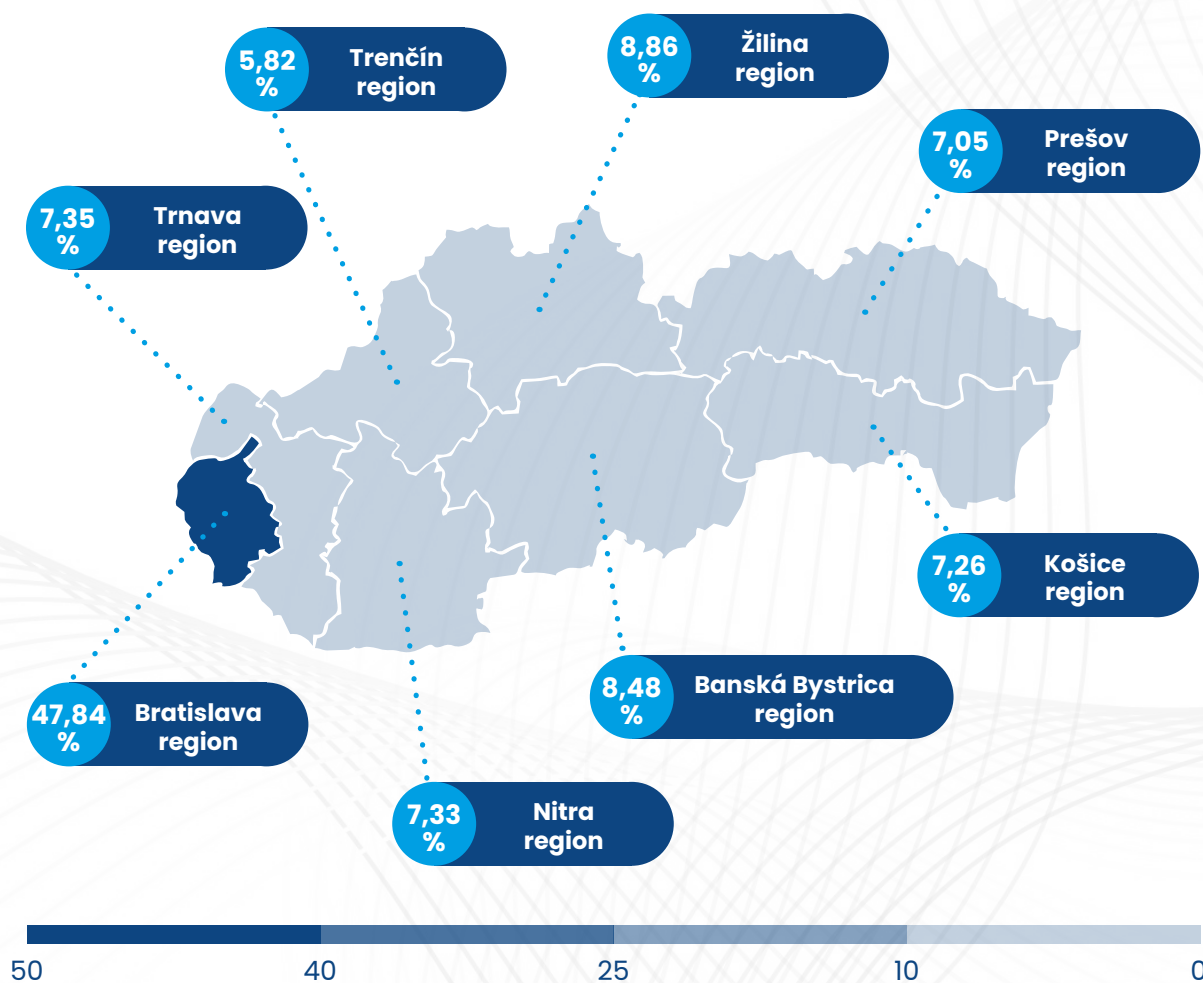 5,82
%
Trenčín
region
8,86
%
Žilina
region
7,05
%
Prešov
region
7,35
%
Trnava
region
7,26
%
Košice
region
8,48
%
Banská Bystrica
region
47,84
%
Bratislava
region
7,33
%
Nitra
region
50 40 25 10 0